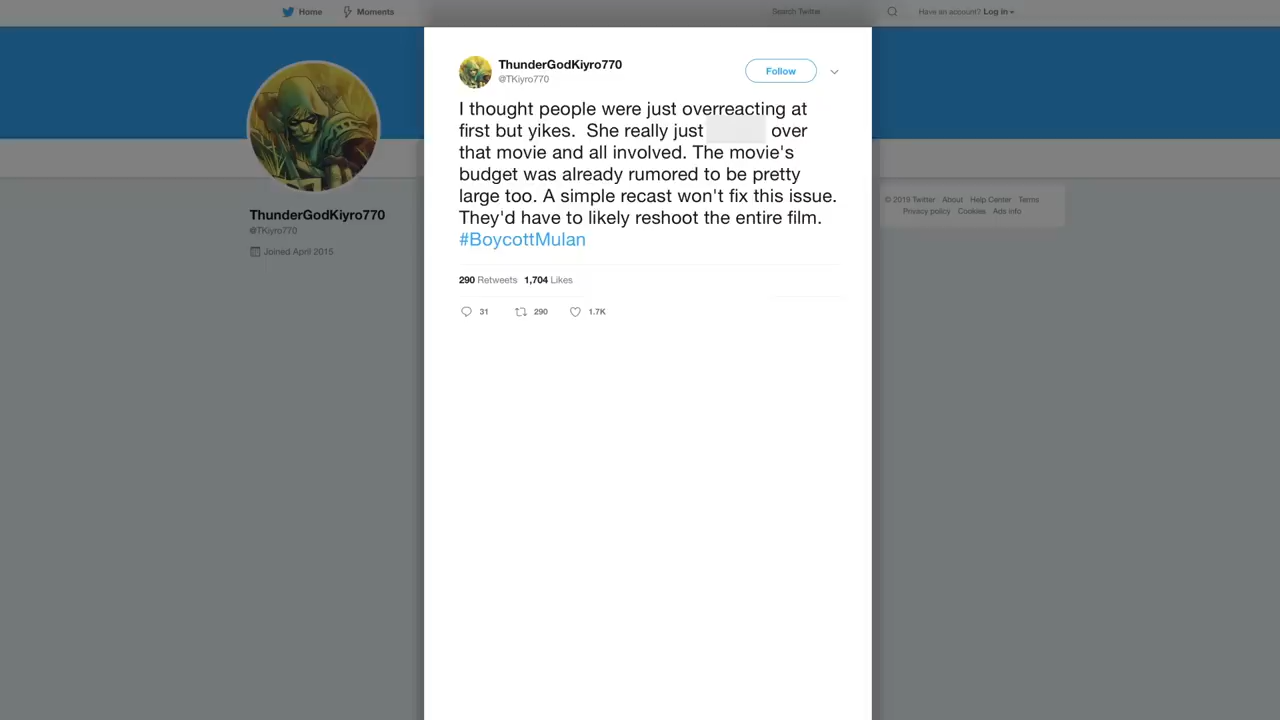 Home Moments Search Twitter Have an account? Log in
ThunderGodKiyro770
@TKiyro770
Follow
I thought people were just overreacting at
first but yikes.  She really just over
that movie and all involved. The movie's
budget was already rumored to be pretty
large too. A simple recast won't fix this issue.
They'd have to likely reshoot the entire film.
#BoycottMulan
290 Retweets 1,704 Likes
31 290 1.7K
ThunderGodKiyro770
@TKiyro770
Joined April 2015
© 2019 Twitter About Help Center Terms
Privacy policy Cookies Ads info